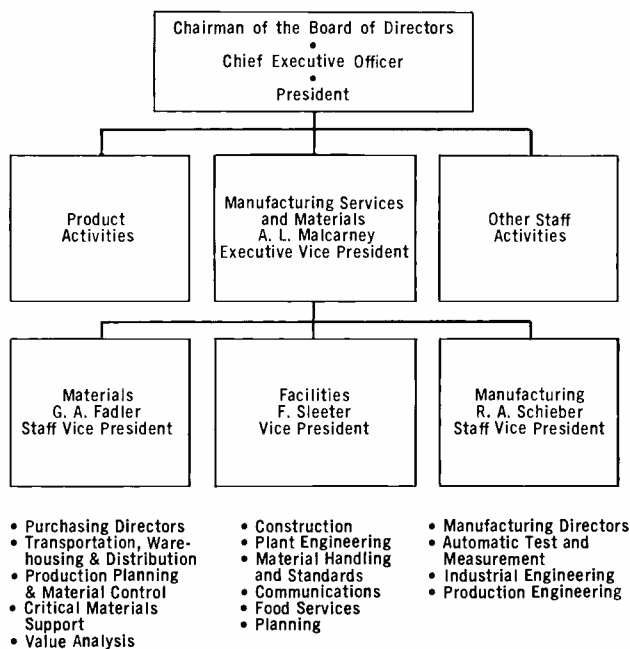 Chairman of the Board of Directors
•
Chief Executive Officer
•
President
Product
Activities
Manufacturing Services
and Materials
A. L. Malcarney
Executive Vice President
Other Staff
Activities
Materials
G. A. Fadler
Staff Vice President
Facilities
F. Sleeter
Vice President
Manufacturing
R. A. Schieber
Staff Vice President
• Purchasing Directors
• Transportation, Ware-
housing & Distribution
• Production Planning
& Material Control
• Critical Materials
Support
• Value Analysis
• Construction
• Plant Engineering
• Material Handling
and Standards
• Communications
• Food Services
• Planning
• Manufacturing Directors
• Automatic Test and
Measurement
• Industrial Engineering
• Production Engineering